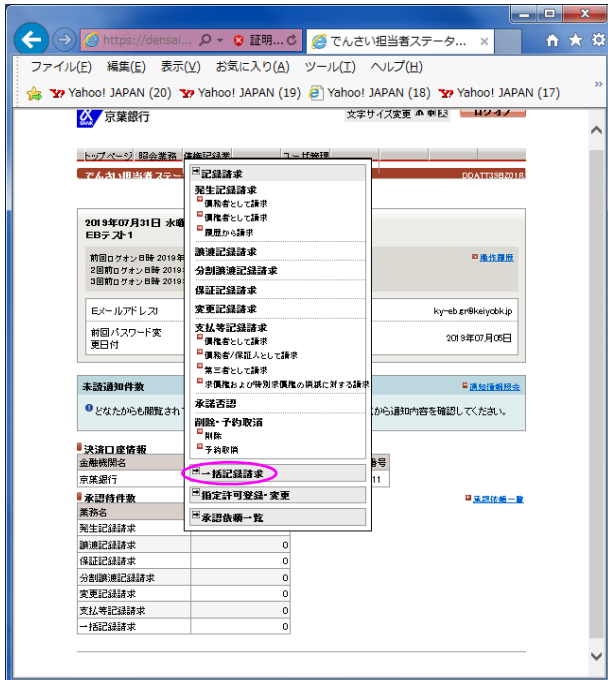 https://densai... 証明... でんさい担当者ステータ... ×
ファイル(F) 編集(E) 表示(V) お気に入り(A) ツール(T) ヘルプ(H)
Yahoo! JAPAN (20) Yahoo! JAPAN (19) Yahoo! JAPAN (18) Yahoo! JAPAN (17) »
BANK 京葉銀行 文字サイズ変更
トップページ 照会業務 債権記録業 ユーザ管理
でんさい担当者ステー
記録請求
発生記録請求
債務者として請求
債権者として請求
履歴から請求
譲渡記録請求
分割譲渡記録請求
保証記録請求
変更記録請求
支払等記録請求
債権者として請求
債務者/保証人として請求
第三者として請求
求償権および特別求償権の消滅に対する請求
承諾否認
削除・予約取消
削除
予約取消
一括記録請求
指定許可登録・変更
承認依頼一覧
2019年07月31日 水曜
EBテスト1
前回ログオン日時 2019年
2回前ログオン日時 2019
3回前ログオン日時 2019
操作履歴
Eメールアドレス
前回パスワード変
更日付
2019年07月05日
未読通知件数 通知情報照会
どなたからも閲覧され から通知内容を確認してください。
決済口座情報
金融機関名 番号
京葉銀行 11
承認待件数 承認依頼一覧
業務名
発生記録請求
譲渡記録請求 0
保証記録請求 0
分割譲渡記録請求 0
変更記録請求 0
支払等記録請求 0
一括記録請求 0